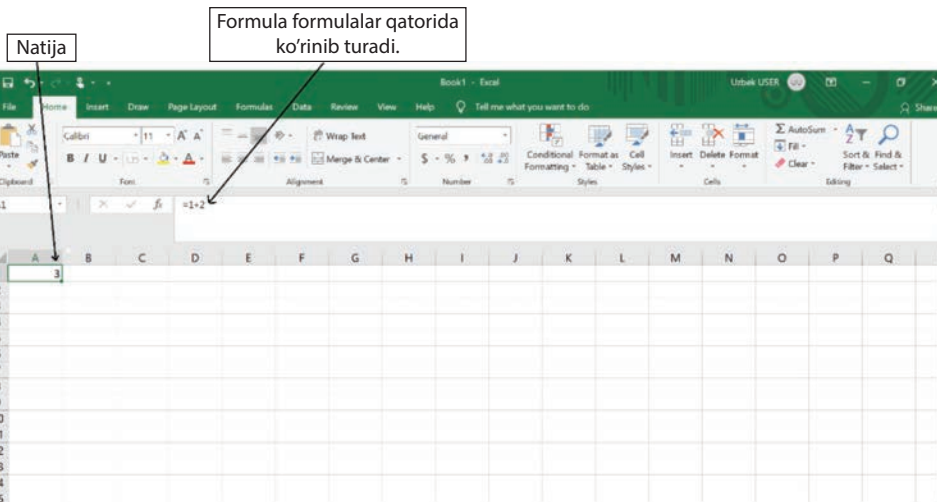 Formula formulalar qatorida
ko'rinib turadi.
Natija
Book1 - Excel
Uzbek USER
File Home Insert Draw Page Layout Formulas Data Review View Help Tell me what you want to do Share
Paste
Calibri 11 A A
Wrap Text
General
Conditional Formatting
Format as Table
Cell Styles
Insert Delete Format
AutoSum
Fill
Clear
Sort & Filter
Find & Select
B I U A
Merge & Center
$ % ,
Clipboard Font Alignment Number Styles Cells Editing
fx =1+2
A B C D E F G H I J K L M N O P Q
3